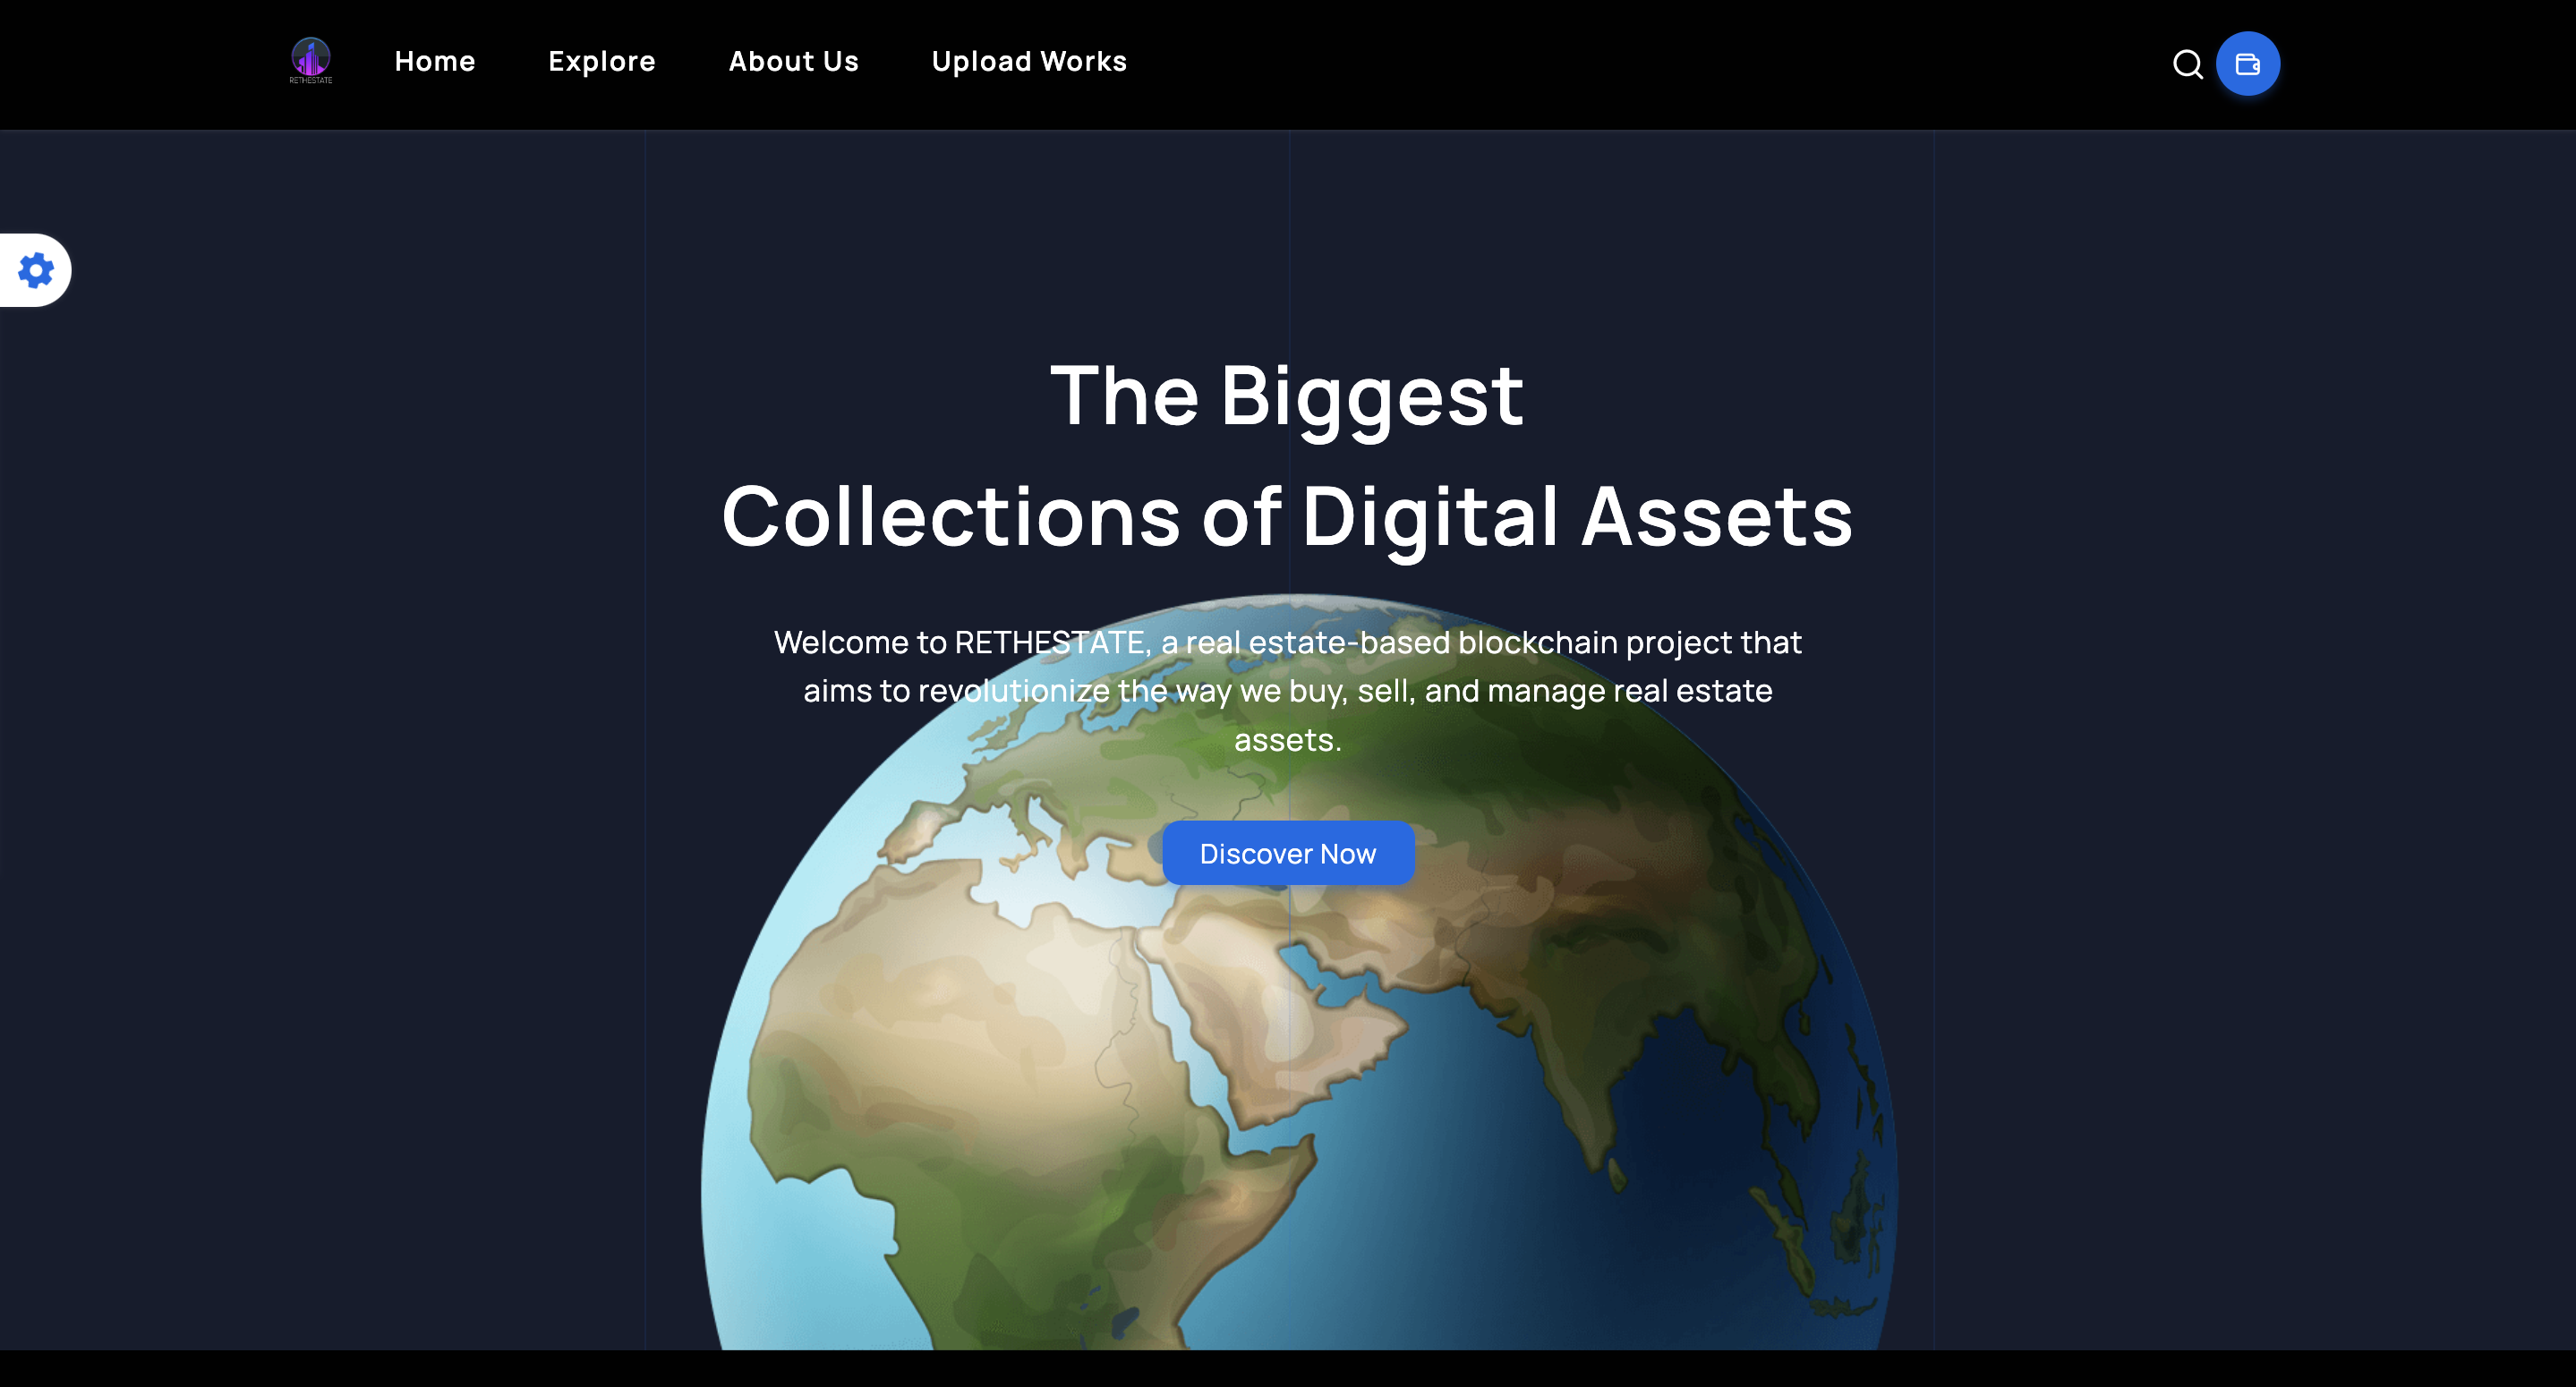 RETHESTATE
Home
Explore
About Us
Upload Works
The Biggest
Collections of Digital Assets
Welcome to RETHESTATE, a real estate-based blockchain project that
aims to revolutionize the way we buy, sell, and manage real estate
assets.
Discover Now